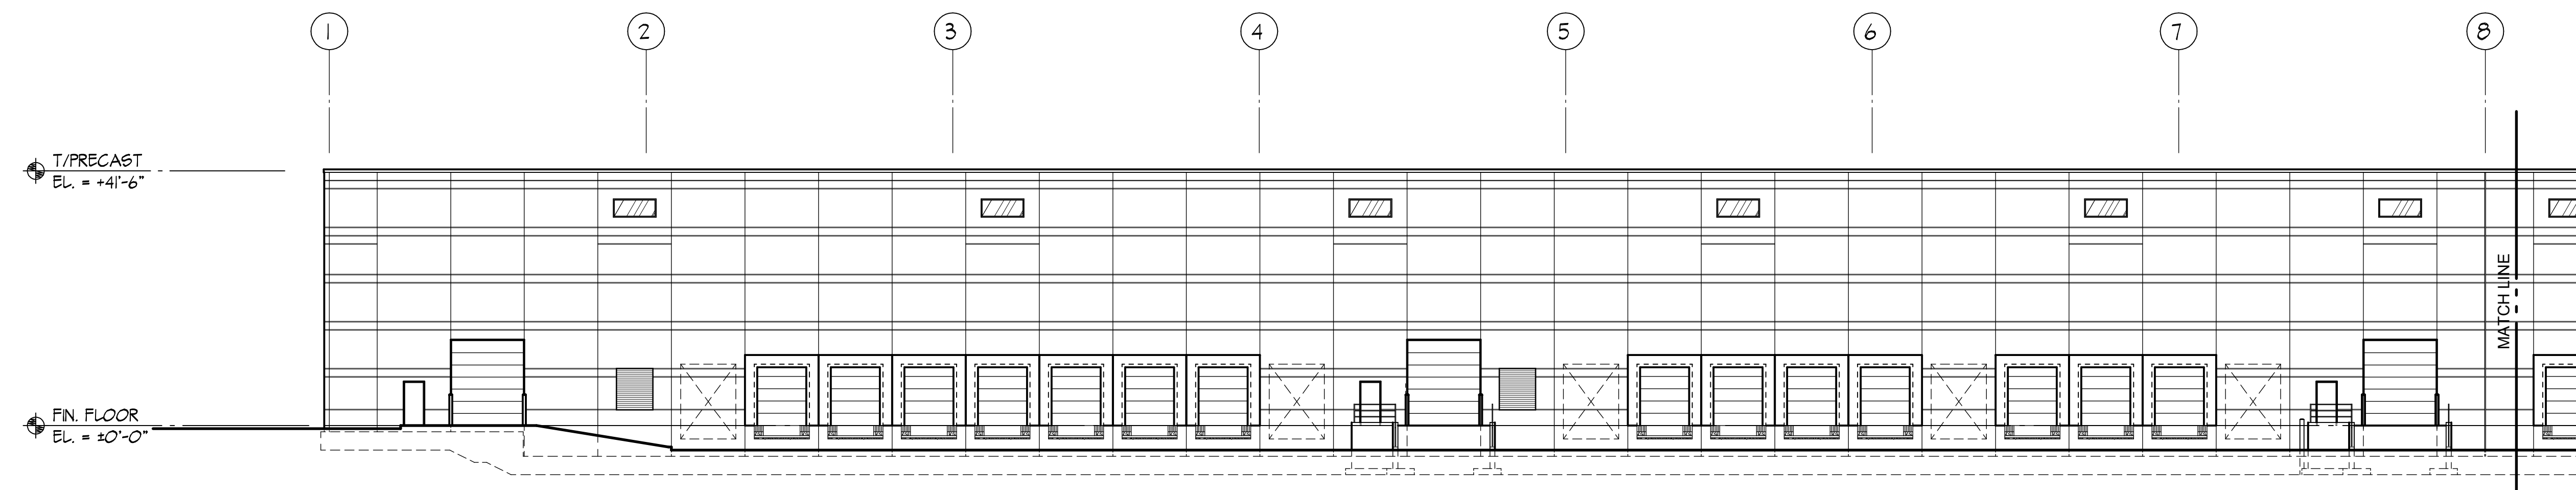 1
2
3
4
5
6
7
8
T/PRECAST
EL. = +41'-6"
MATCH LINE
FIN. FLOOR
EL. = ±0'-0"